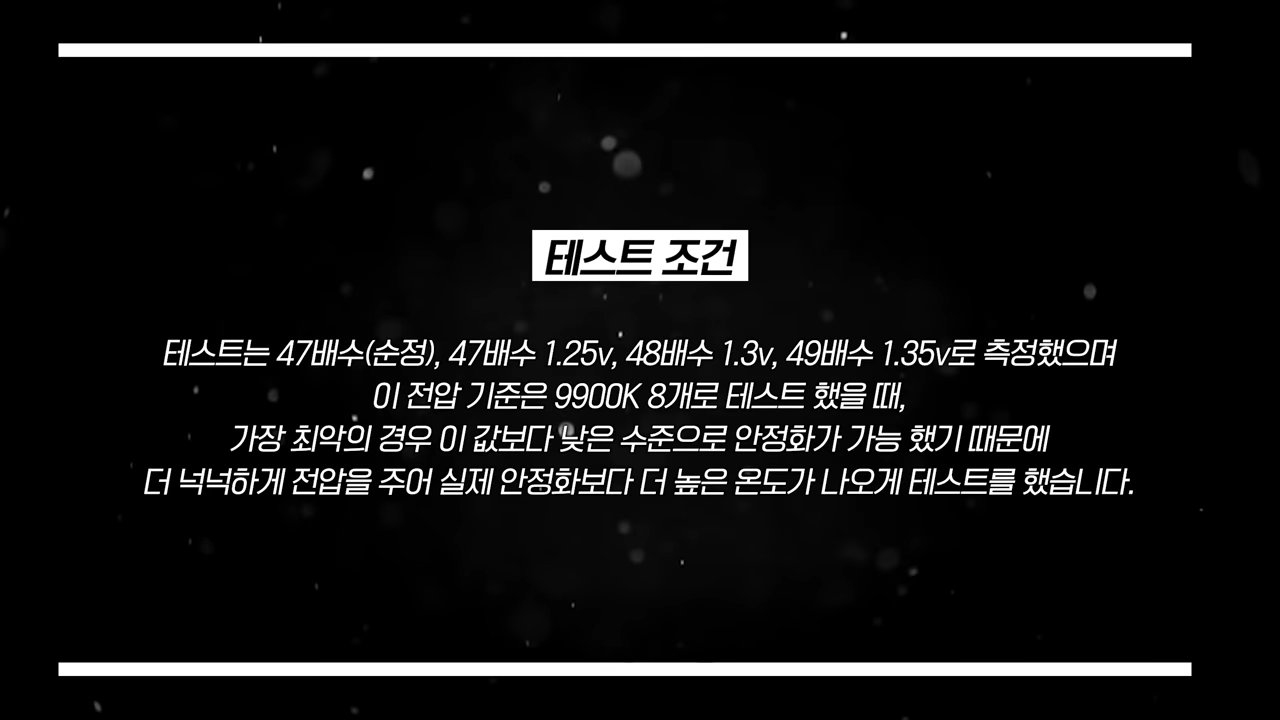 테스트 조건
테스트는 47배수(순정), 47배수 1.25v, 48배수 1.3v, 49배수 1.35v로 측정했으며
이 전압 기준은 9900K 8개로 테스트 했을 때,
가장 최악의 경우 이 값보다 낮은 수준으로 안정화가 가능 했기 때문에
더 넉넉하게 전압을 주어 실제 안정화보다 더 높은 온도가 나오게 테스트를 했습니다.